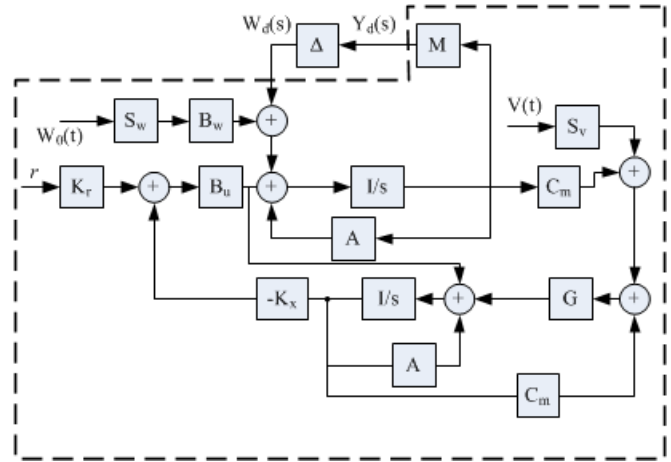 W_d(s) Y_d(s)
Δ M
W_0(t) S_w B_w + V(t) S_v
r K_r + B_u + I/s C_m +
A
-K_x I/s + G +
A
C_m